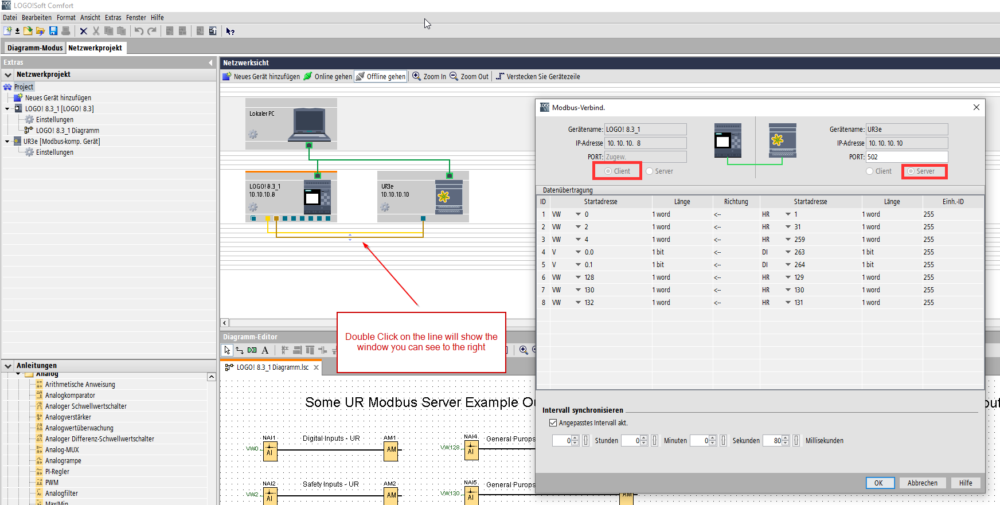 LOGO!Soft Comfort
Datei Bearbeiten Format Ansicht Extras Fenster Hilfe
Diagramm-Modus Netzwerkprojekt
Extras
Netzwerkprojekt
Project
Neues Gerät hinzufügen
LOGO! 8.3_1 [LOGO! 8.3]
Einstellungen
LOGO! 8.3_1 Diagramm
UR3e [Modbus-komp. Gerät]
Einstellungen
Anleitungen
Analog
Arithmetische Anweisung
Analogkomparator
Analoger Schwellwertschalter
Analogverstärker
Analogwertüberwachung
Analoger Differenz-Schwellwertschalter
Analog-MUX
Analogrampe
PI-Regler
PWM
Analogfilter
Max/Min
Netzwerksicht
Neues Gerät hinzufügen Online gehen Offline gehen Zoom In Zoom Out Verstecken Sie Gerätezeile
Lokaler PC
LOGO! 8.3_1
10.10.10.8
UR3e
10.10.10.10
Double Click on the line will show the
window you can see to the right
Diagramm-Editor
LOGO! 8.3_1 Diagramm.lsc
Some UR Modbus Server Example
NAI1 Digital Inputs - UR AM1
VW0 AI AM
NAI4 General Purops
VW128 AI
NAI2 Safety Inputs - UR AM2
VW2 AI AM
NAI5 General Purops
VW130 AI AM
Modbus-Verbind.
Gerätename: LOGO! 8.3_1
IP-Adresse 10. 10. 10. 8
PORT: Zugew.
Client Server
Gerätename: UR3e
IP-Adresse 10. 10. 10. 10
PORT: 502
Client Server
Datenübertragung
ID Startadresse Länge Richtung Startadresse Länge Einh.-ID
1 VW 0 1 word <-- HR 1 1 word 255
2 VW 2 1 word <-- HR 31 1 word 255
3 VW 4 1 word <-- HR 259 1 word 255
4 V 0.0 1 bit <-- DI 263 1 bit 255
5 V 0.1 1 bit <-- DI 264 1 bit 255
6 VW 128 1 word <-- HR 129 1 word 255
7 VW 130 1 word <-- HR 130 1 word 255
8 VW 132 1 word <-- HR 131 1 word 255
Intervall synchronisieren
Angepasstes Intervall akt.
0 Stunden 0 Minuten 0 Sekunden 80 Millisekunden
OK Abbrechen Hilfe